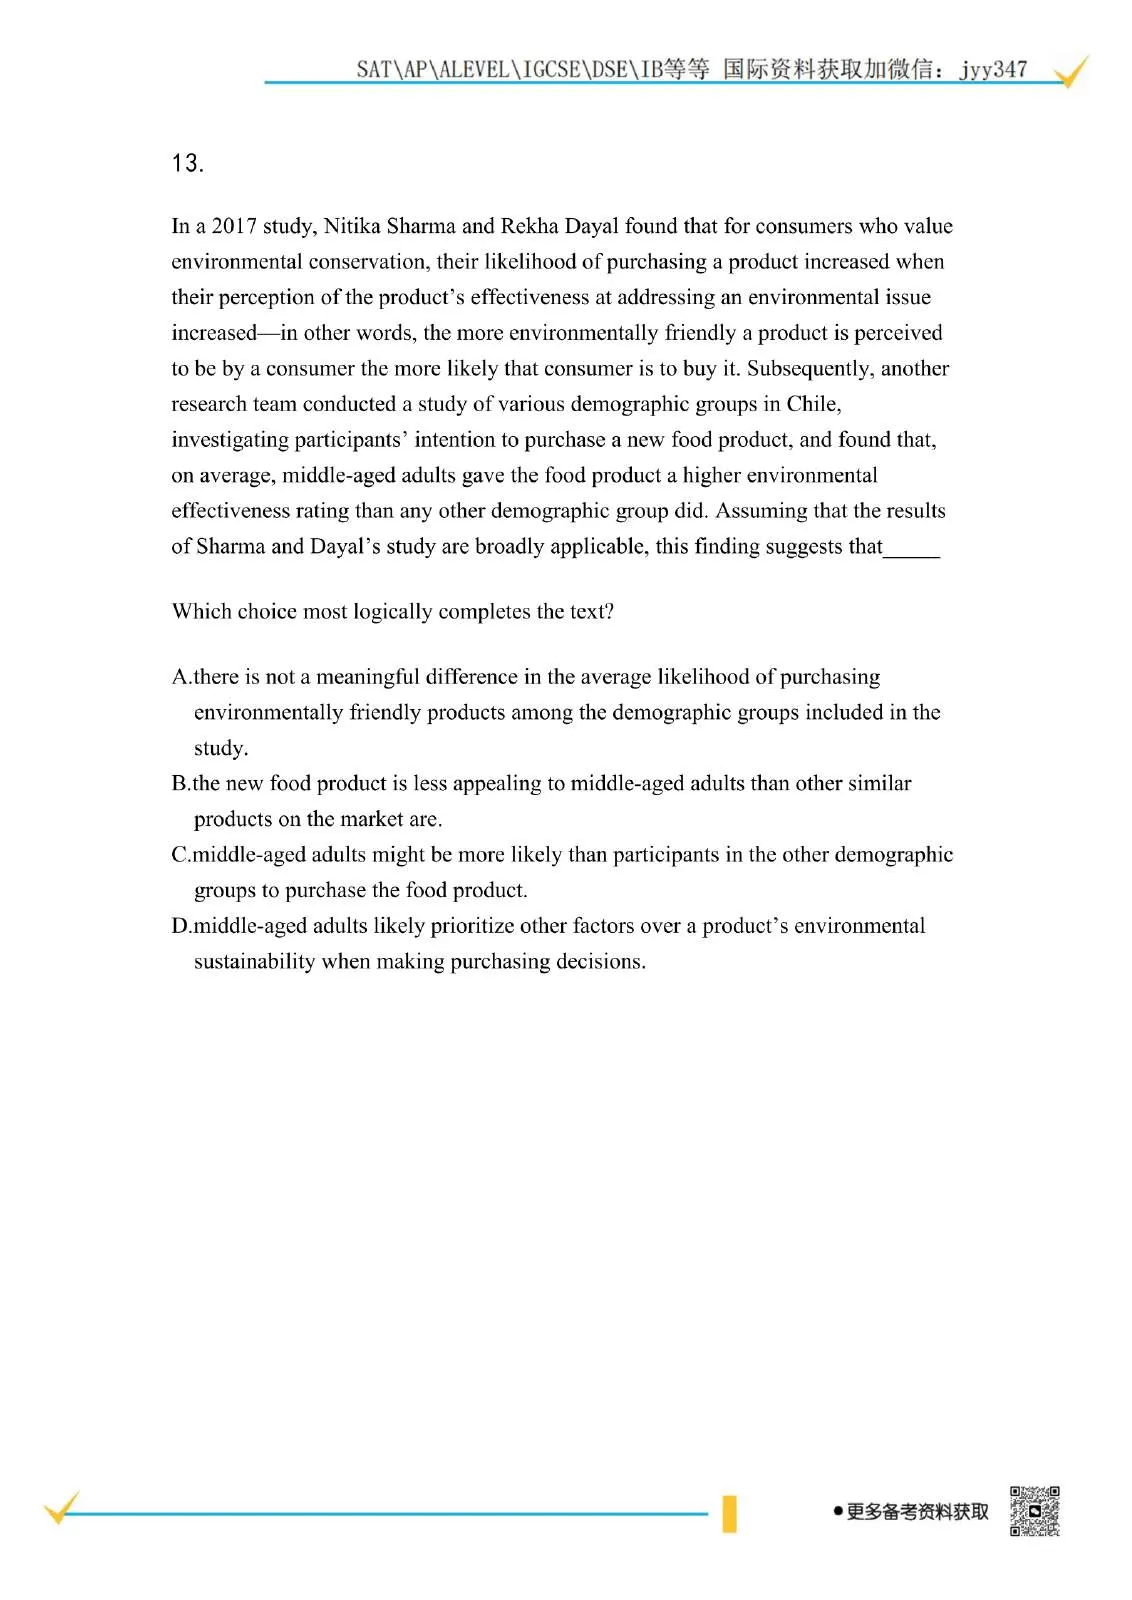 SAT\AP\ALEVEL\IGCSE\DSE\IB等等 国际资料获取加微信：jyy347
13.
In a 2017 study, Nitika Sharma and Rekha Dayal found that for consumers who value
environmental conservation, their likelihood of purchasing a product increased when
their perception of the product’s effectiveness at addressing an environmental issue
increased—in other words, the more environmentally friendly a product is perceived
to be by a consumer the more likely that consumer is to buy it. Subsequently, another
research team conducted a study of various demographic groups in Chile,
investigating participants’ intention to purchase a new food product, and found that,
on average, middle-aged adults gave the food product a higher environmental
effectiveness rating than any other demographic group did. Assuming that the results
of Sharma and Dayal’s study are broadly applicable, this finding suggests that_____
Which choice most logically completes the text?
A.there is not a meaningful difference in the average likelihood of purchasing
environmentally friendly products among the demographic groups included in the
study.
B.the new food product is less appealing to middle-aged adults than other similar
products on the market are.
C.middle-aged adults might be more likely than participants in the other demographic
groups to purchase the food product.
D.middle-aged adults likely prioritize other factors over a product’s environmental
sustainability when making purchasing decisions.
●更多备考资料获取